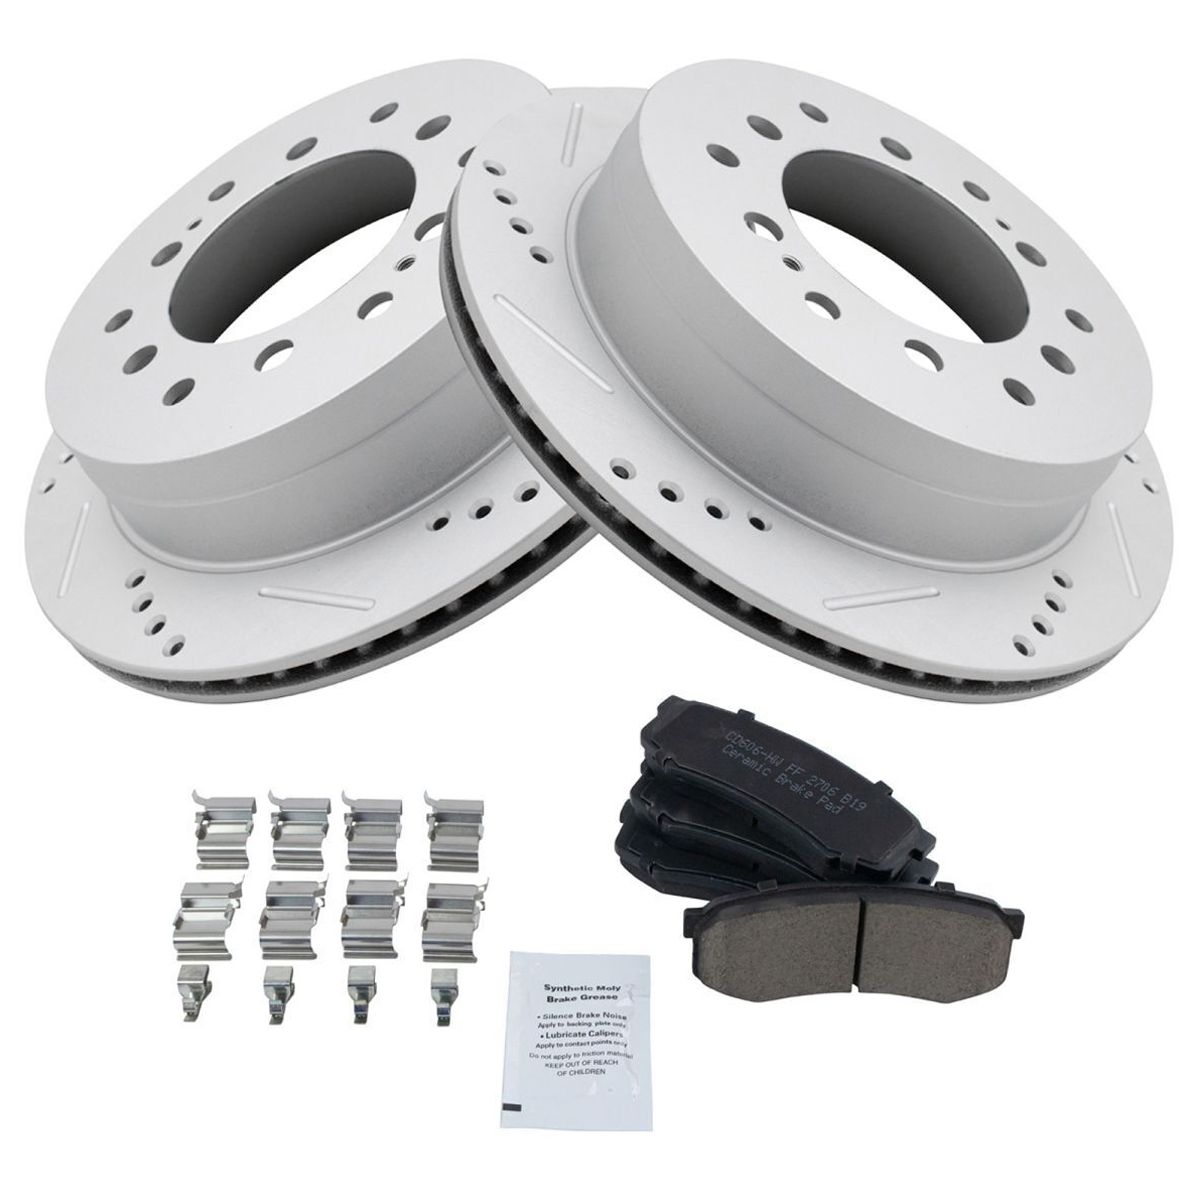 CD606-HW FF 2706 B19
Ceramic Brake Pad
Synthetic Moly
Brake Grease
• Silence Brake Noise
Apply to backing plate only
• Lubricate Calipers
Apply to contact points only
Do not apply to friction material
KEEP OUT OF REACH
OF CHILDREN